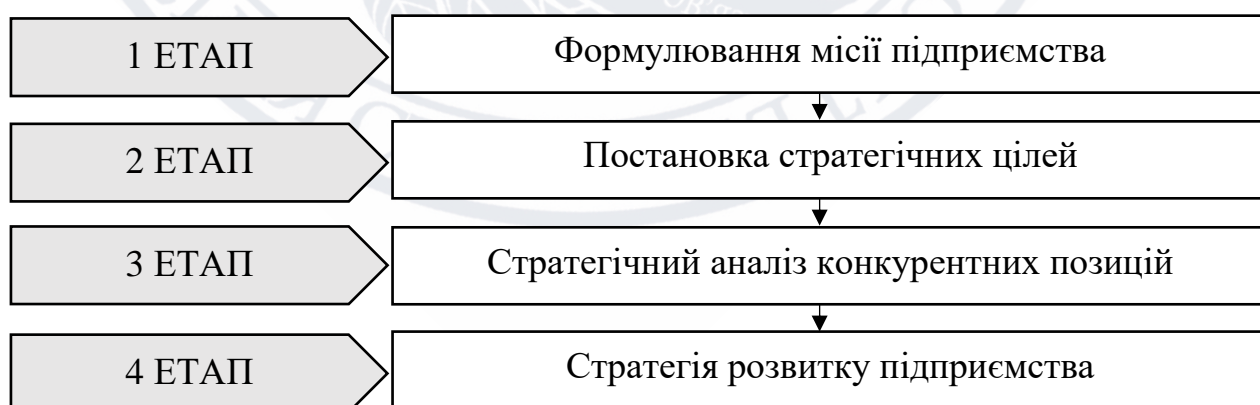 1 ЕТАП
Формулювання місії підприємства
2 ЕТАП
Постановка стратегічних цілей
3 ЕТАП
Стратегічний аналіз конкурентних позицій
4 ЕТАП
Стратегія розвитку підприємства